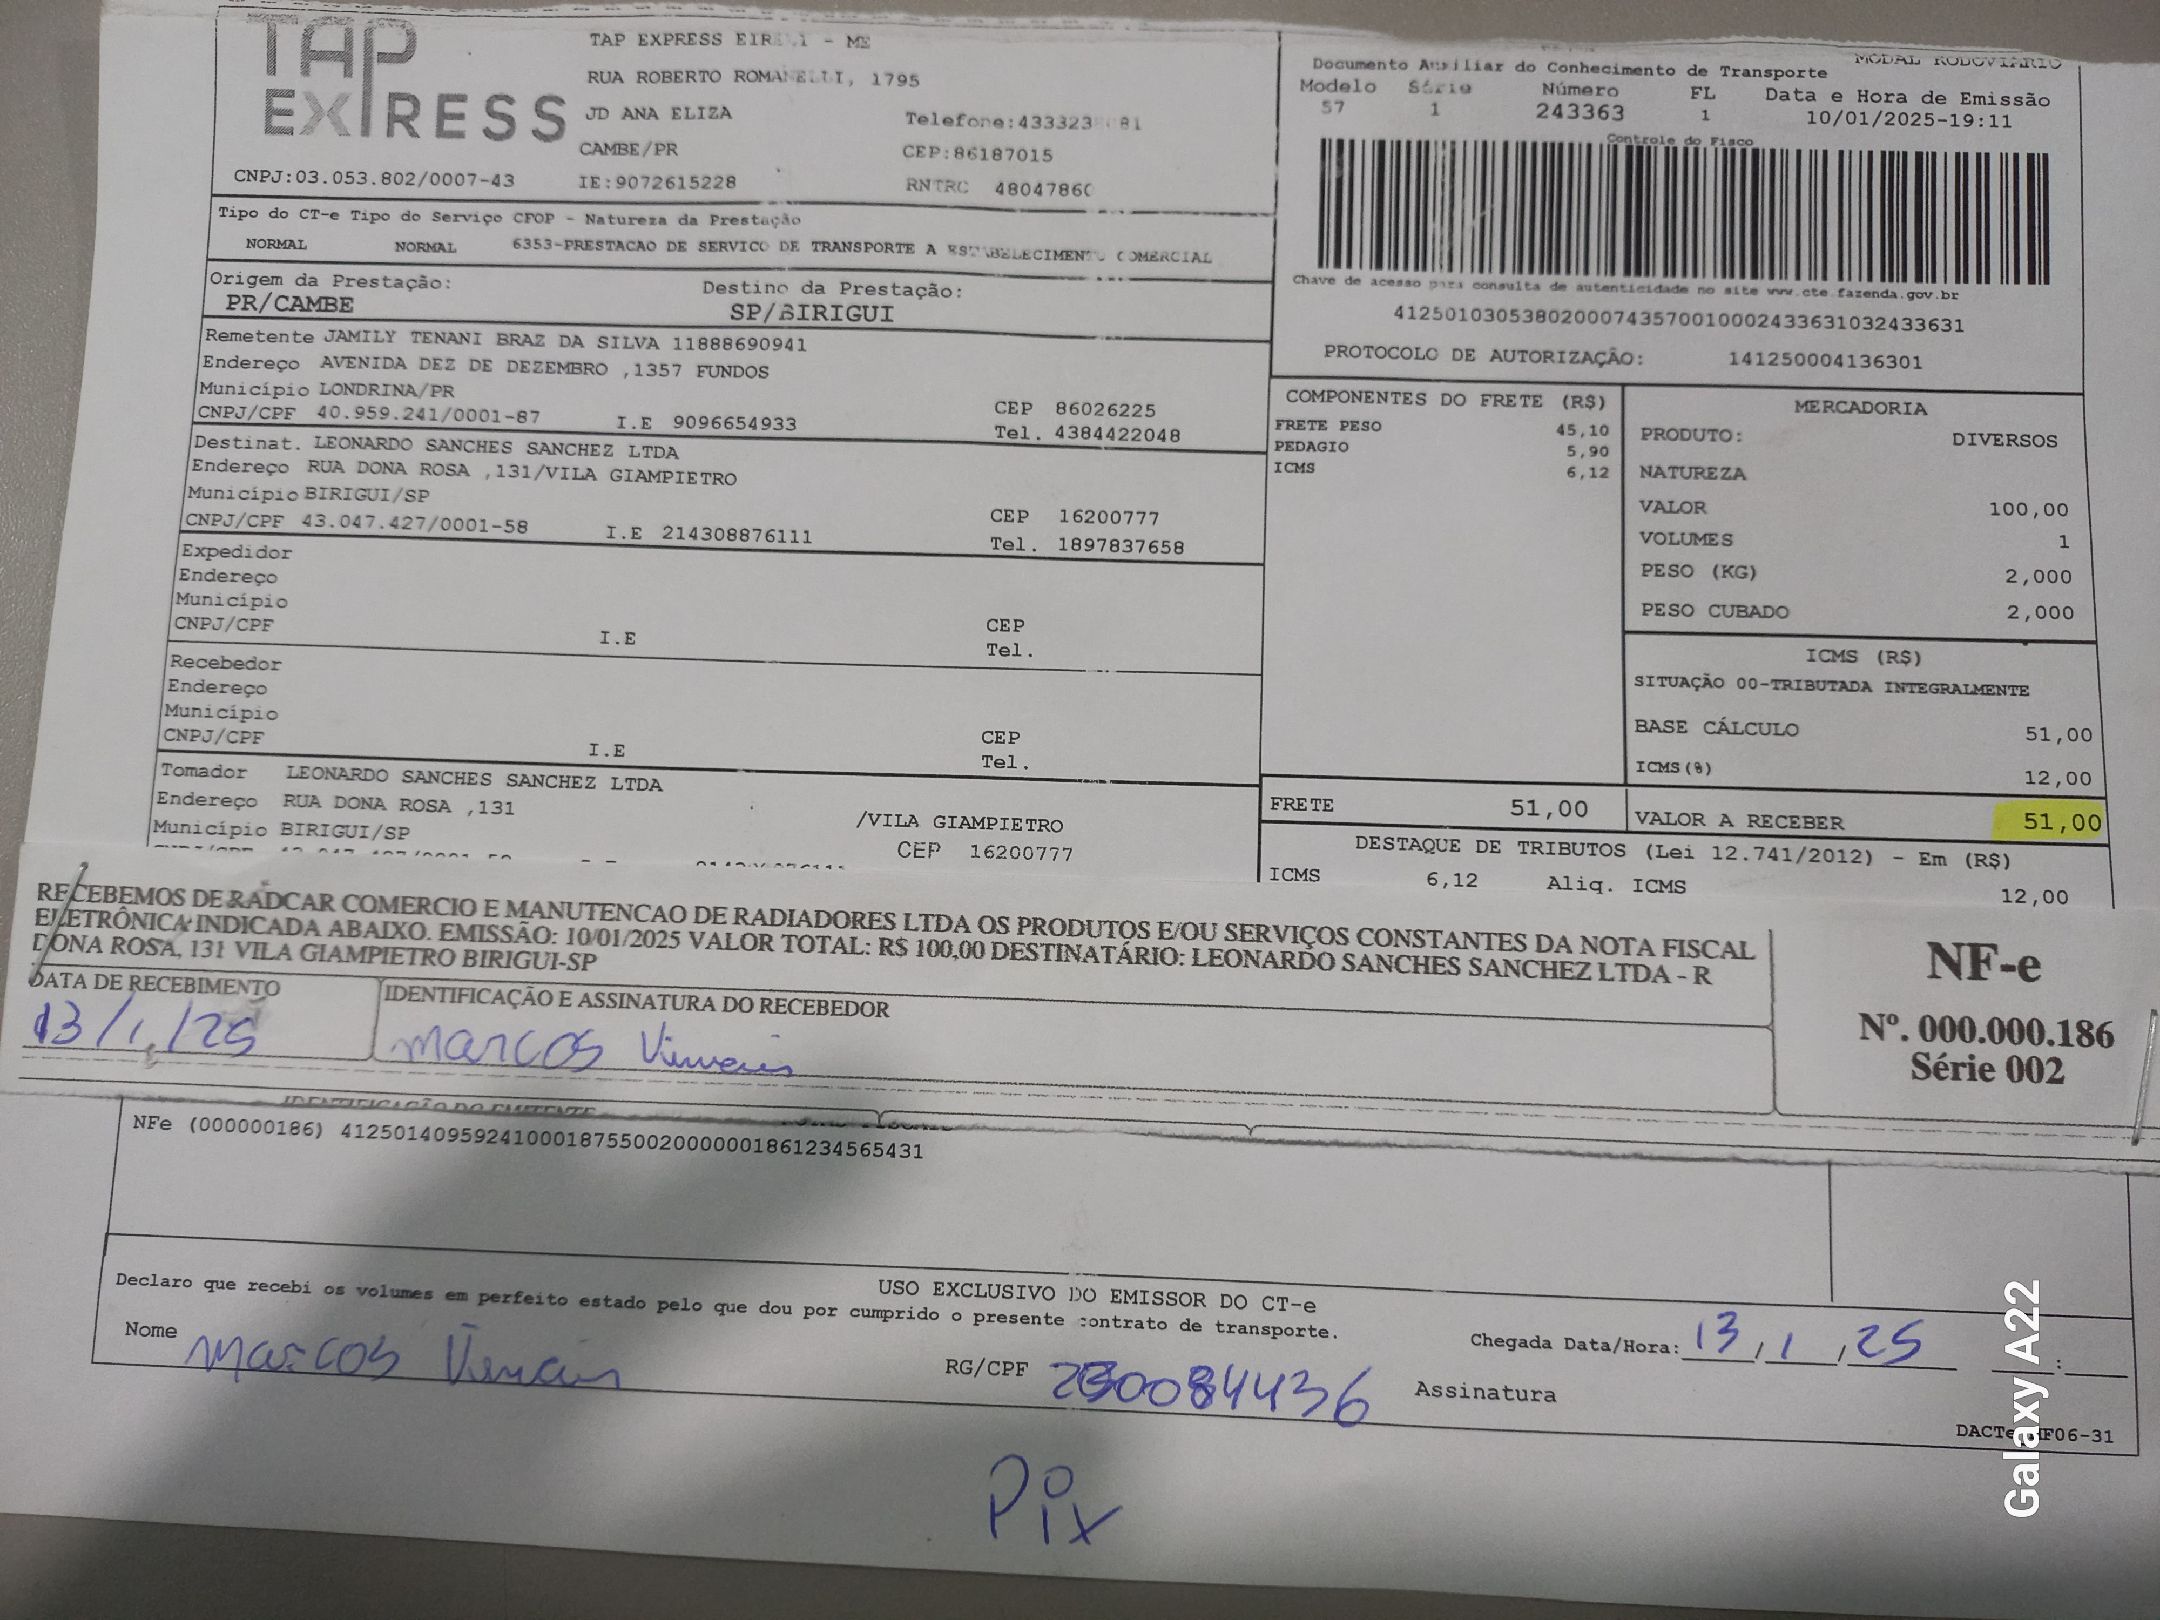 TAP
EXPRESS
TAP EXPRESS - ME
RUA ROBERTO ROMANELLI, 1795
JD ANA ELIZA
CAMBE/PR
CEP:86187015
CNPJ:03.053.802/0007-43 IE:9072615228 RNTRC
Tipo do CT-e Tipo do Serviço CFOP - Natureza da Prestação
NORMAL NORMAL 6353-PRESTACAO DE SERVICO DE TRANSPORTE A ESTABELECIMENTO COMERCIAL
Origem da Prestação: Destino da Prestação:
PR/CAMBE SP/BIRIGUI
Remetente JAMILY TENANI BRAZ DA SILVA 11888690941
Endereço AVENIDA DEZ DE DEZEMBRO ,1357 FUNDOS
Município LONDRINA/PR CEP 86026225
CNPJ/CPF 40.959.241/0001-87 I.E 9096654933 Tel. 4384422048
Destinat. LEONARDO SANCHES SANCHEZ LTDA
Endereço RUA DONA ROSA ,131/VILA GIAMPIETRO
Município BIRIGUI/SP CEP 16200777
CNPJ/CPF 43.047.427/0001-58 I.E 214308876111 Tel. 1897837658
Expedidor
Endereço
Município CEP
CNPJ/CPF I.E Tel.
Recebedor
Endereço
Município CEP
CNPJ/CPF I.E Tel.
Tomador LEONARDO SANCHES SANCHEZ LTDA
Endereço RUA DONA ROSA ,131 /VILA GIAMPIETRO
Município BIRIGUI/SP CEP 16200777
MODAL RODOVIÁRIO
Documento Auxiliar do Conhecimento de Transporte
Modelo Série Número FL Data e Hora de Emissão
57 1 243363 1 10/01/2025-19:11
Controle do Fisco
Chave de acesso para consulta de autenticidade no site www.cte.fazenda.gov.br
41250103053802000743570010002433631032433631
PROTOCOLO DE AUTORIZAÇÃO: 141250004136301
COMPONENTES DO FRETE (R$)
FRETE PESO 45,10
PEDAGIO 5,90
ICMS 6,12
MERCADORIA
PRODUTO: DIVERSOS
NATUREZA
VALOR 100,00
VOLUMES 1
PESO (KG) 2,000
PESO CUBADO 2,000
ICMS (R$)
SITUAÇÃO 00-TRIBUTADA INTEGRALMENTE
BASE CÁLCULO 51,00
ICMS(%) 12,00
FRETE 51,00 VALOR A RECEBER 51,00
DESTAQUE DE TRIBUTOS (Lei 12.741/2012) - Em (R$)
ICMS 6,12 Aliq. ICMS 12,00
RECEBEMOS DE RADCAR COMERCIO E MANUTENCAO DE RADIADORES LTDA OS PRODUTOS E/OU SERVIÇOS CONSTANTES DA NOTA FISCAL
ELETRÔNICA INDICADA ABAIXO. EMISSÃO: 10/01/2025 VALOR TOTAL: R$ 100,00 DESTINATÁRIO: LEONARDO SANCHES SANCHEZ LTDA - R
DONA ROSA, 131 VILA GIAMPIETRO BIRIGUI-SP
DATA DE RECEBIMENTO IDENTIFICAÇÃO E ASSINATURA DO RECEBEDOR
13/1/25 Marcos
NF-e
Nº. 000.000.186
Série 002
IDENTIFICAÇÃO DO EMITENTE
NFe (000000186) 41250140959241000187550020000001861234565431
USO EXCLUSIVO DO EMISSOR DO CT-e
Declaro que recebi os volumes em perfeito estado pelo que dou por cumprido o presente contrato de transporte.
Nome Marcos RG/CPF Chegada Data/Hora: 13/1/25 :
Assinatura
Pix
Galaxy A22